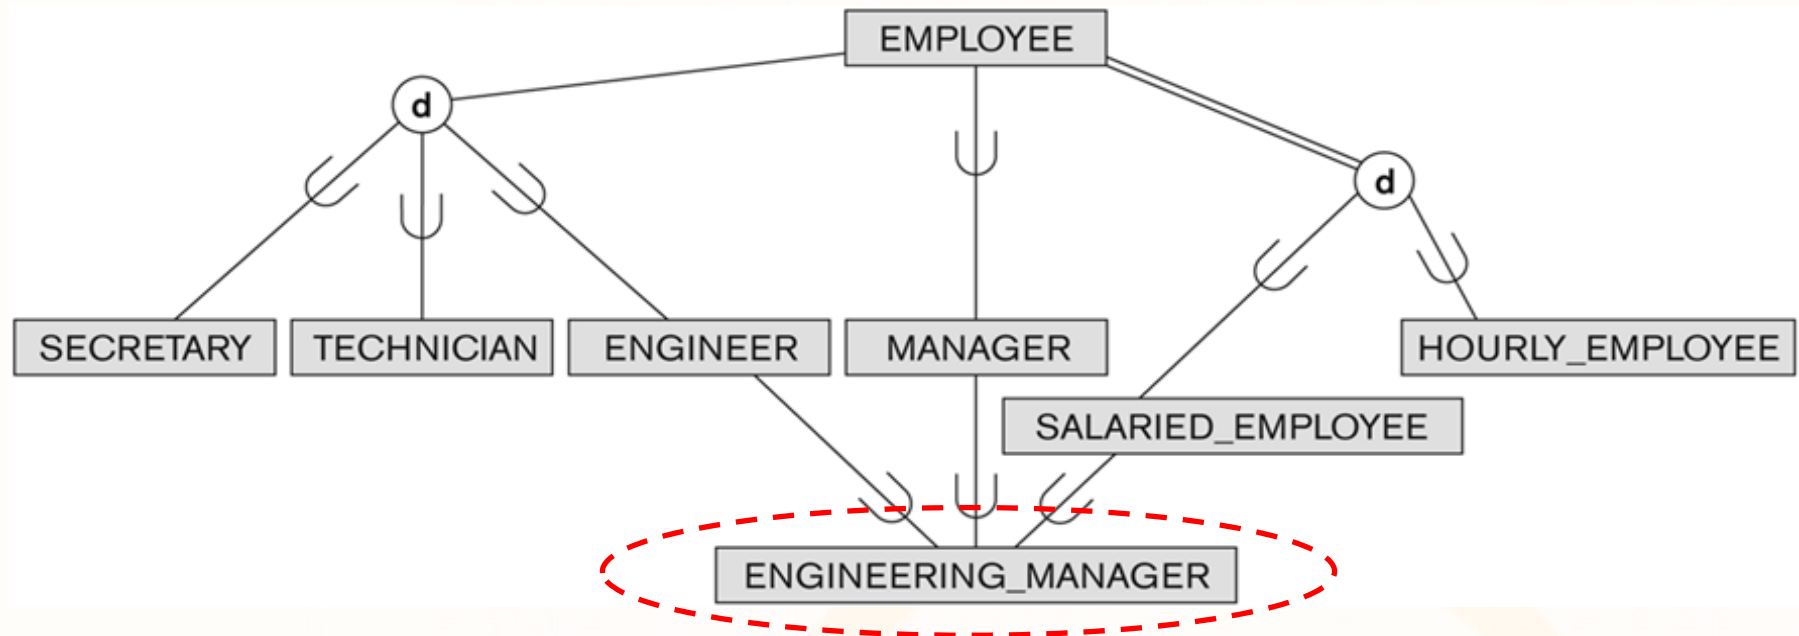 EMPLOYEE
d
d
SECRETARY
TECHNICIAN
ENGINEER
MANAGER
HOURLY_EMPLOYEE
SALARIED_EMPLOYEE
ENGINEERING_MANAGER